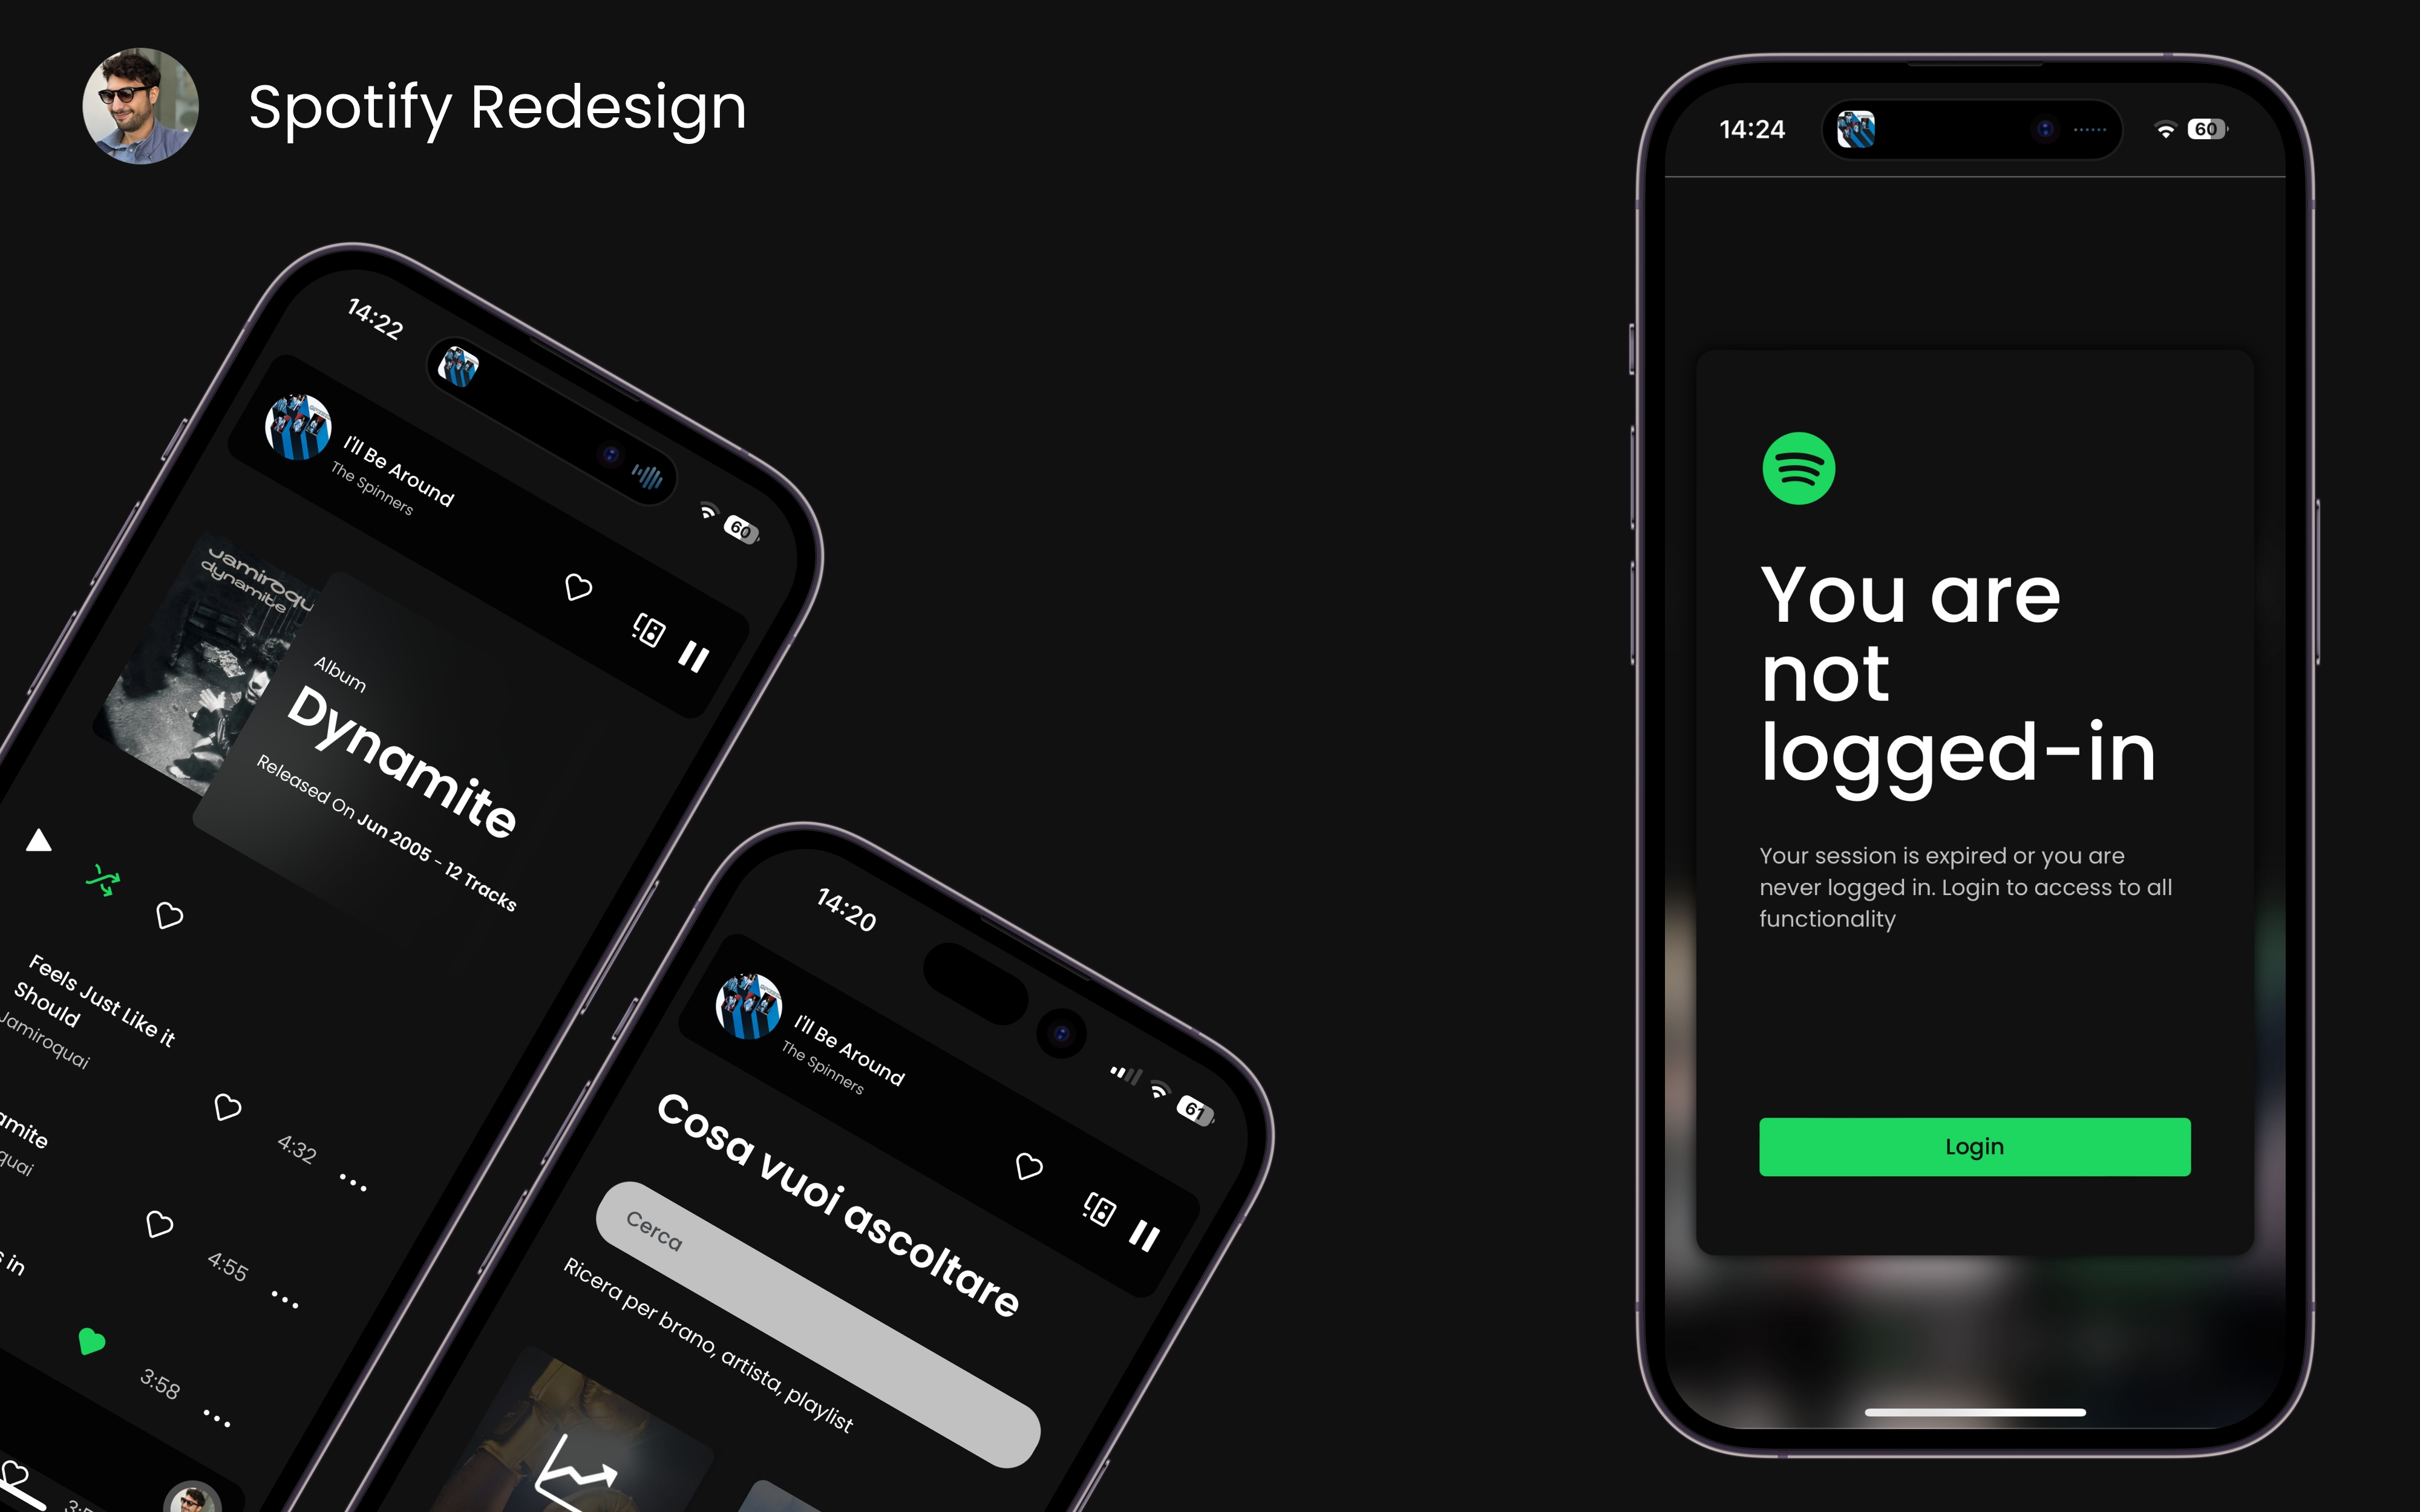 Spotify Redesign
14:22
60
I'll Be Around
The Spinners
Jamiroqu
dynamite
Album
Dynamite
Released On Jun 2005 - 12 Tracks
Feels Just Like it
Should
Jamiroquai
4:32
amite
quai
4:55
s in
3:58
14:20
61
I'll Be Around
The Spinners
Cosa vuoi ascoltare
Cerca
Ricera per brano, artista, playlist
14:24
60
You are
not
logged-in
Your session is expired or you are
never logged in. Login to access to all
functionality
Login